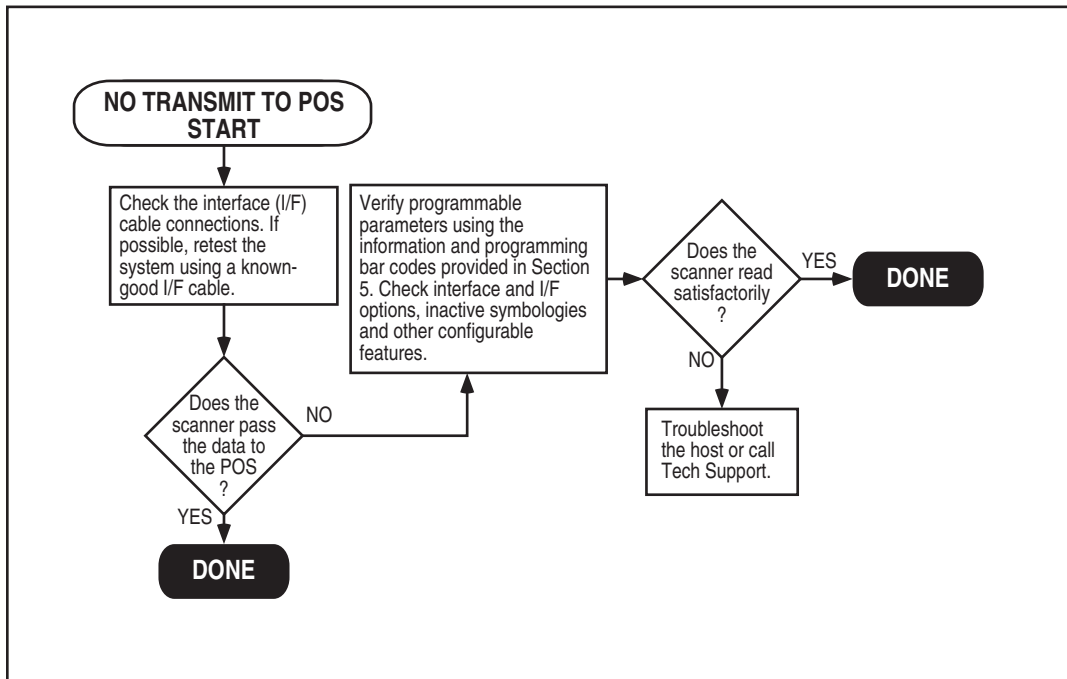 NO TRANSMIT TO POS
START
Check the interface (I/F)
cable connections. If
possible, retest the
system using a known-
good I/F cable.
Does the
scanner pass
the data to
the POS
?
NO
YES
DONE
Verify programmable
parameters using the
information and programming
bar codes provided in Section
5. Check interface and I/F
options, inactive symbologies
and other configurable
features.
Does the
scanner read
satisfactorily
?
YES
DONE
NO
Troubleshoot
the host or call
Tech Support.